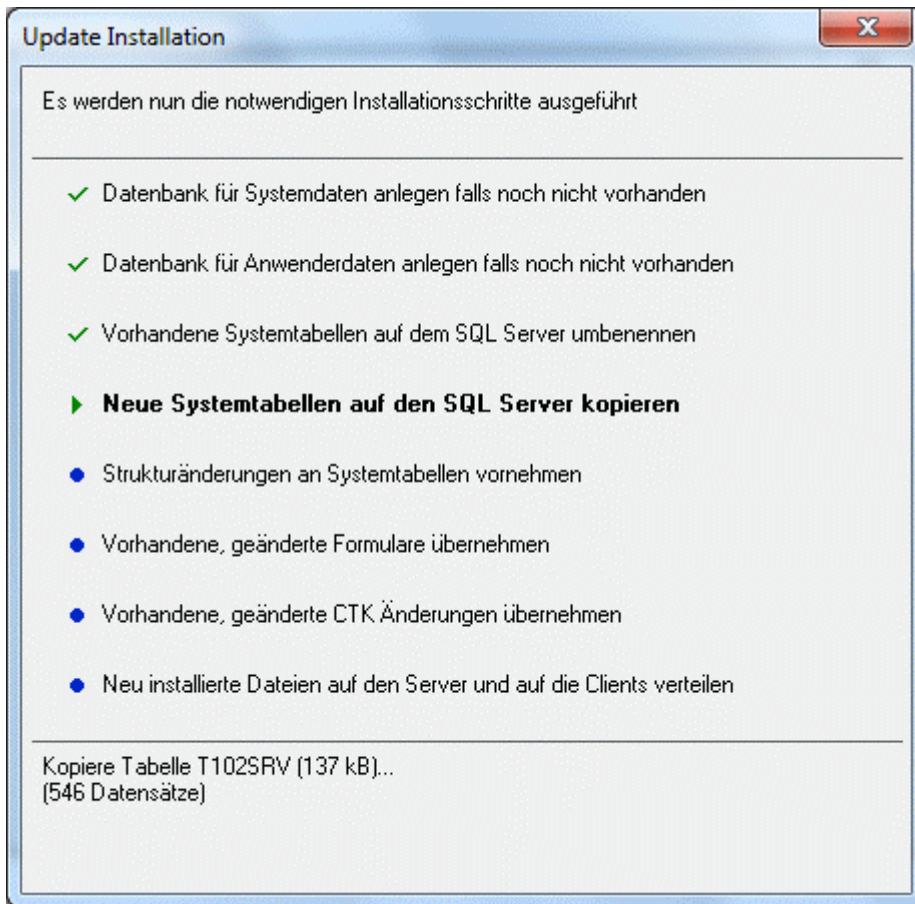 Update Installation
Es werden nun die notwendigen Installationsschritte ausgeführt
Datenbank für Systemdaten anlegen falls noch nicht vorhanden
Datenbank für Anwenderdaten anlegen falls noch nicht vorhanden
Vorhandene Systemtabellen auf dem SQL Server umbenennen
Neue Systemtabellen auf den SQL Server kopieren
Strukturänderungen an Systemtabellen vornehmen
Vorhandene, geänderte Formulare übernehmen
Vorhandene, geänderte CTK Änderungen übernehmen
Neu installierte Dateien auf den Server und auf die Clients verteilen
Kopiere Tabelle T102SRV (137 kB)...
(546 Datensätze)